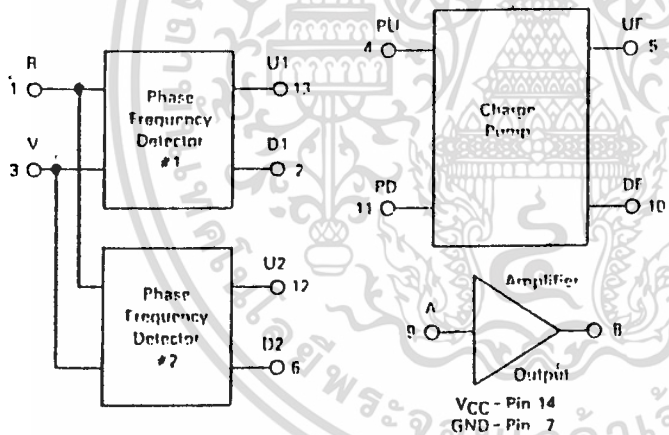 R
1
V
3
Phase
Frequency
Detector
#1
U1
13
D1
2
Phase
Frequency
Detector
#2
U2
12
D2
6
PU
4
PD
11
Charge
Pump
UF
5
DF
10
A
9
Amplifier
Output
8
VCC - Pin 14
GND - Pin 7